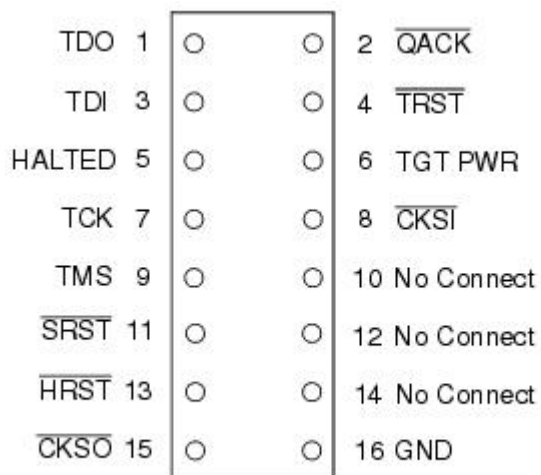 TDO 1 2 QACK
TDI 3 4 TRST
HALTED 5 6 TGT PWR
TCK 7 8 CKSI
TMS 9 10 No Connect
SRST 11 12 No Connect
HRST 13 14 No Connect
CKSO 15 16 GND